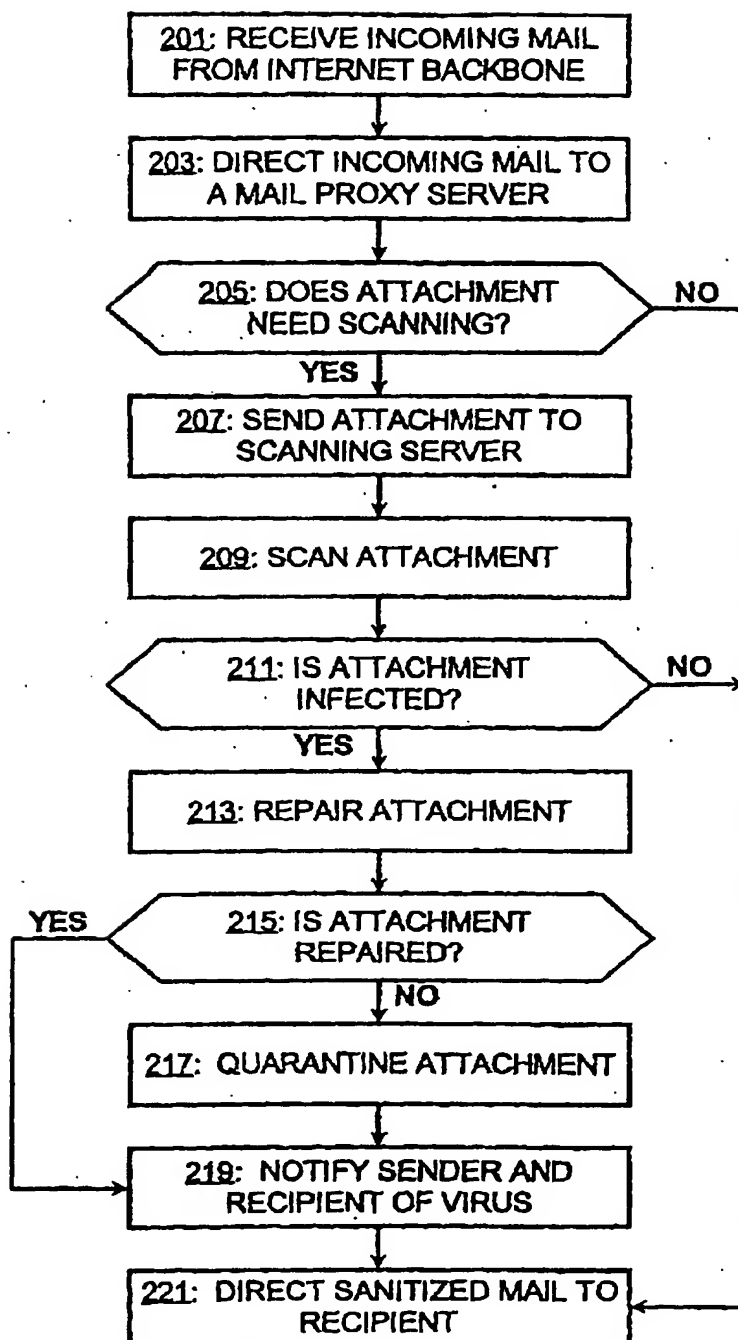 201: RECEIVE INCOMING MAIL
FROM INTERNET BACKBONE
203: DIRECT INCOMING MAIL TO
A MAIL PROXY SERVER
205: DOES ATTACHMENT
NEED SCANNING?
NO
YES
207: SEND ATTACHMENT TO
SCANNING SERVER
209: SCAN ATTACHMENT
211: IS ATTACHMENT
INFECTED?
NO
YES
213: REPAIR ATTACHMENT
YES
215: IS ATTACHMENT
REPAIRED?
NO
217: QUARANTINE ATTACHMENT
219: NOTIFY SENDER AND
RECIPIENT OF VIRUS
221: DIRECT SANITIZED MAIL TO
RECIPIENT